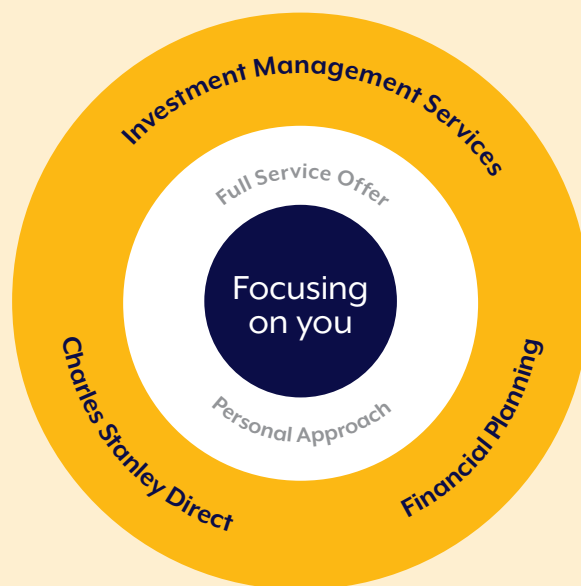 Investment Management Services
Full Service Offer
Focusing
on you
Personal Approach
Charles Stanley Direct
Financial Planning